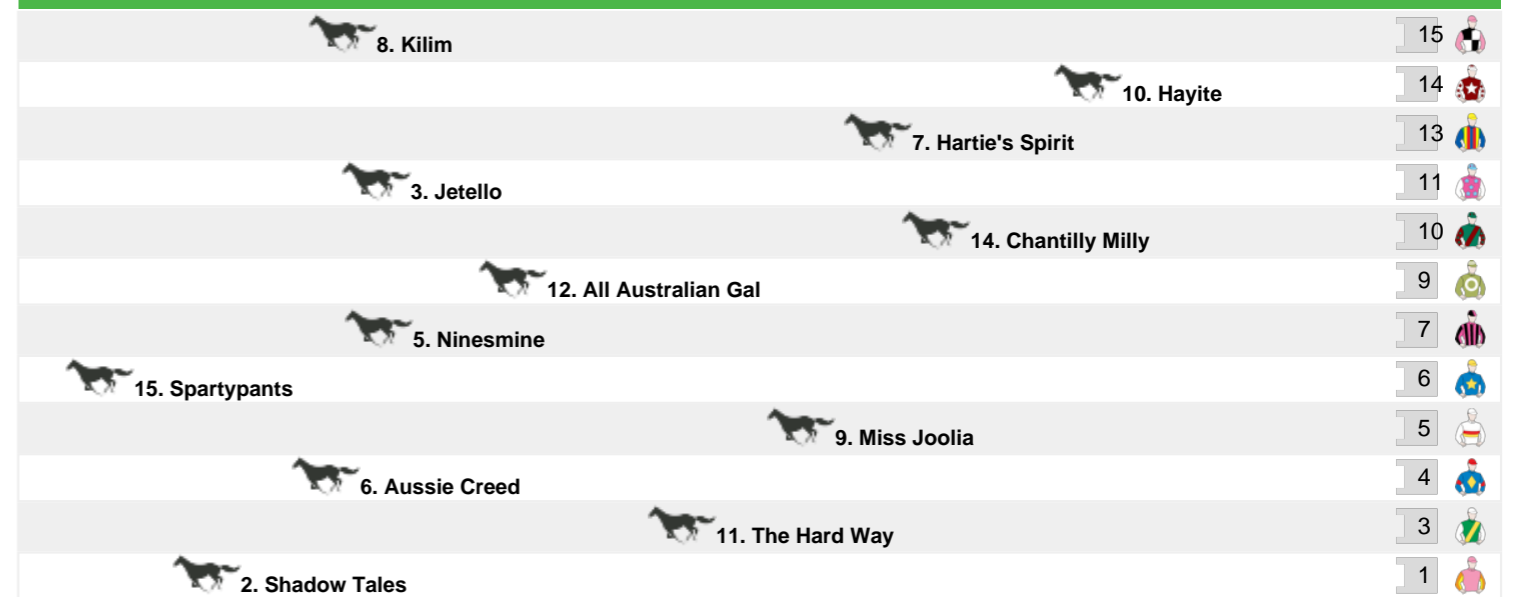 8. Kilim 15
10. Hayite 14
7. Hartie's Spirit 13
3. Jetello 11
14. Chantilly Milly 10
12. All Australian Gal 9
5. Ninesmine 7
15. Spartypants 6
9. Miss Joolia 5
6. Aussie Creed 4
11. The Hard Way 3
2. Shadow Tales 1